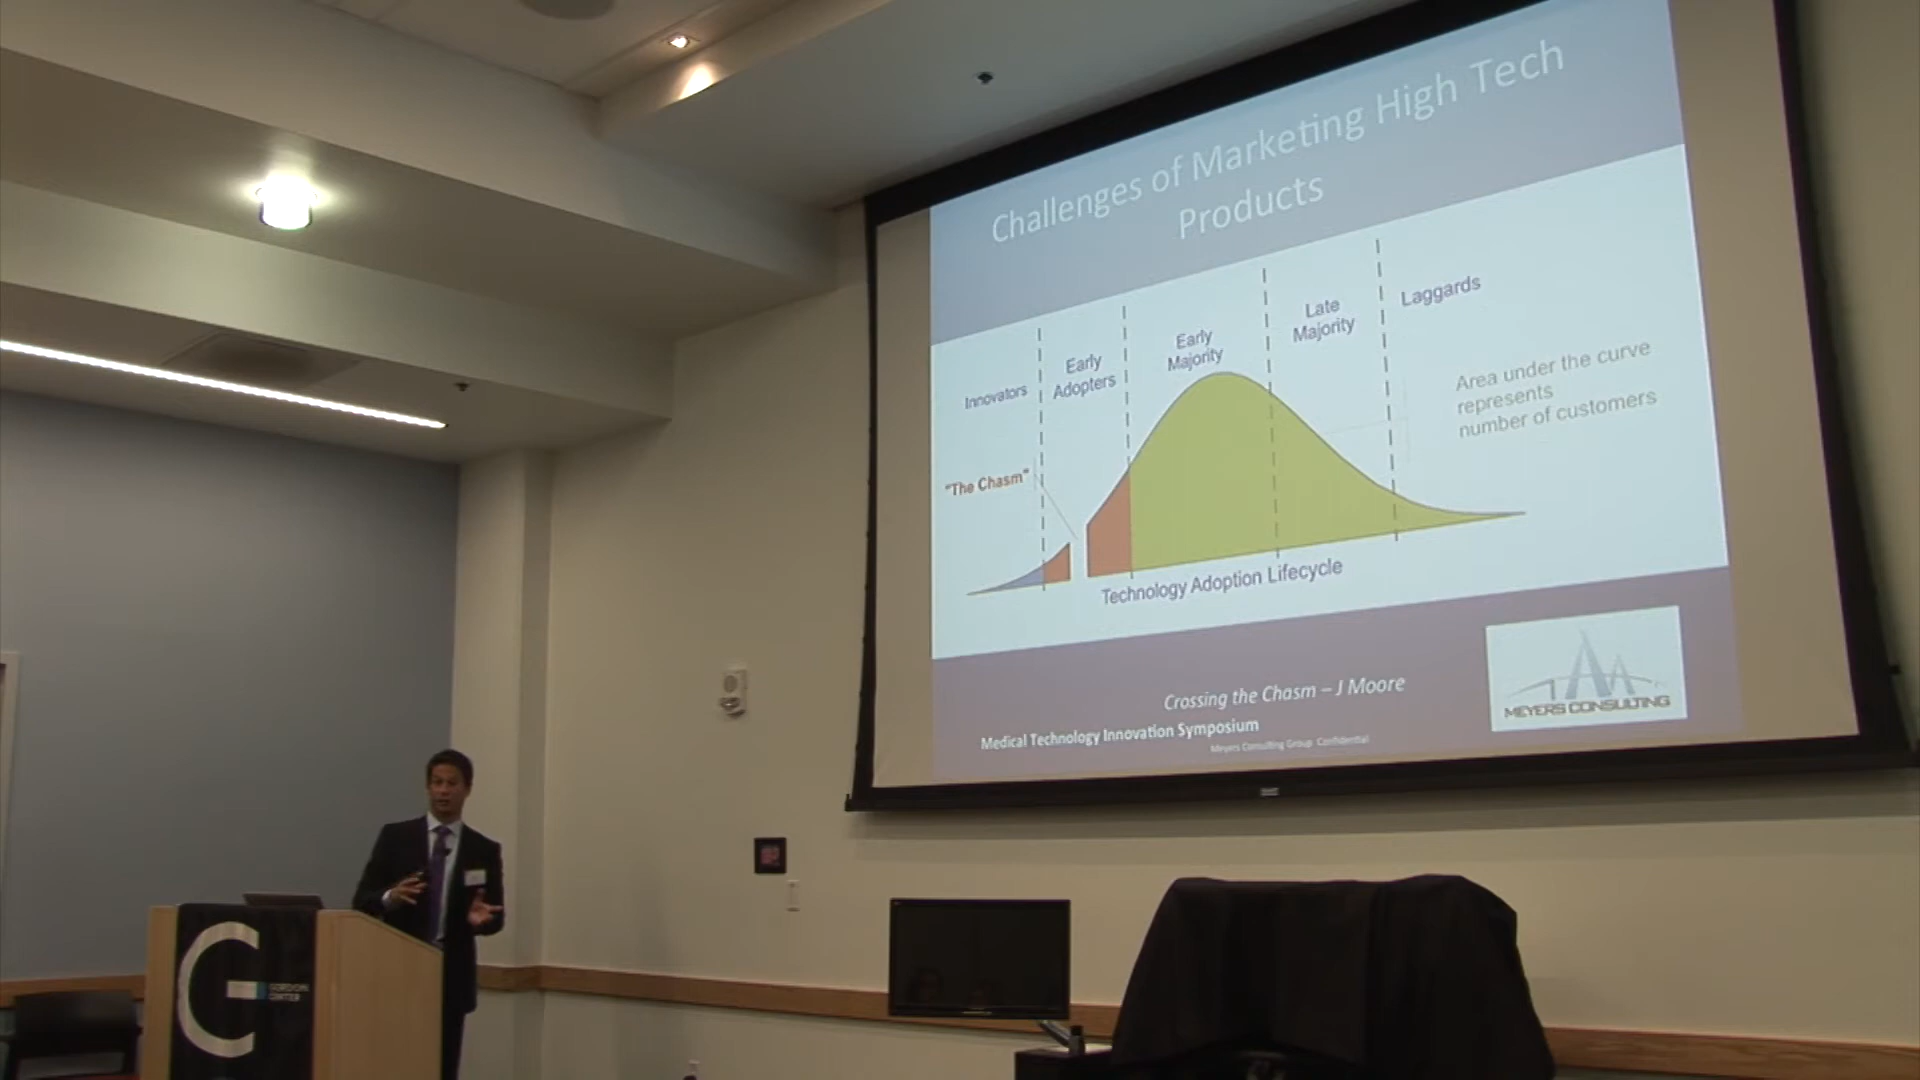 Challenges of Marketing High Tech
Products
Innovators
Early
Adopters
Early
Majority
Late
Majority
Laggards
"The Chasm"
Area under the curve
represents
number of customers
Technology Adoption Lifecycle
Crossing the Chasm – J Moore
Medical Technology Innovation Symposium
Meyers Consulting Group Confidential
MEYERS CONSULTING
G
GORDON
CENTER